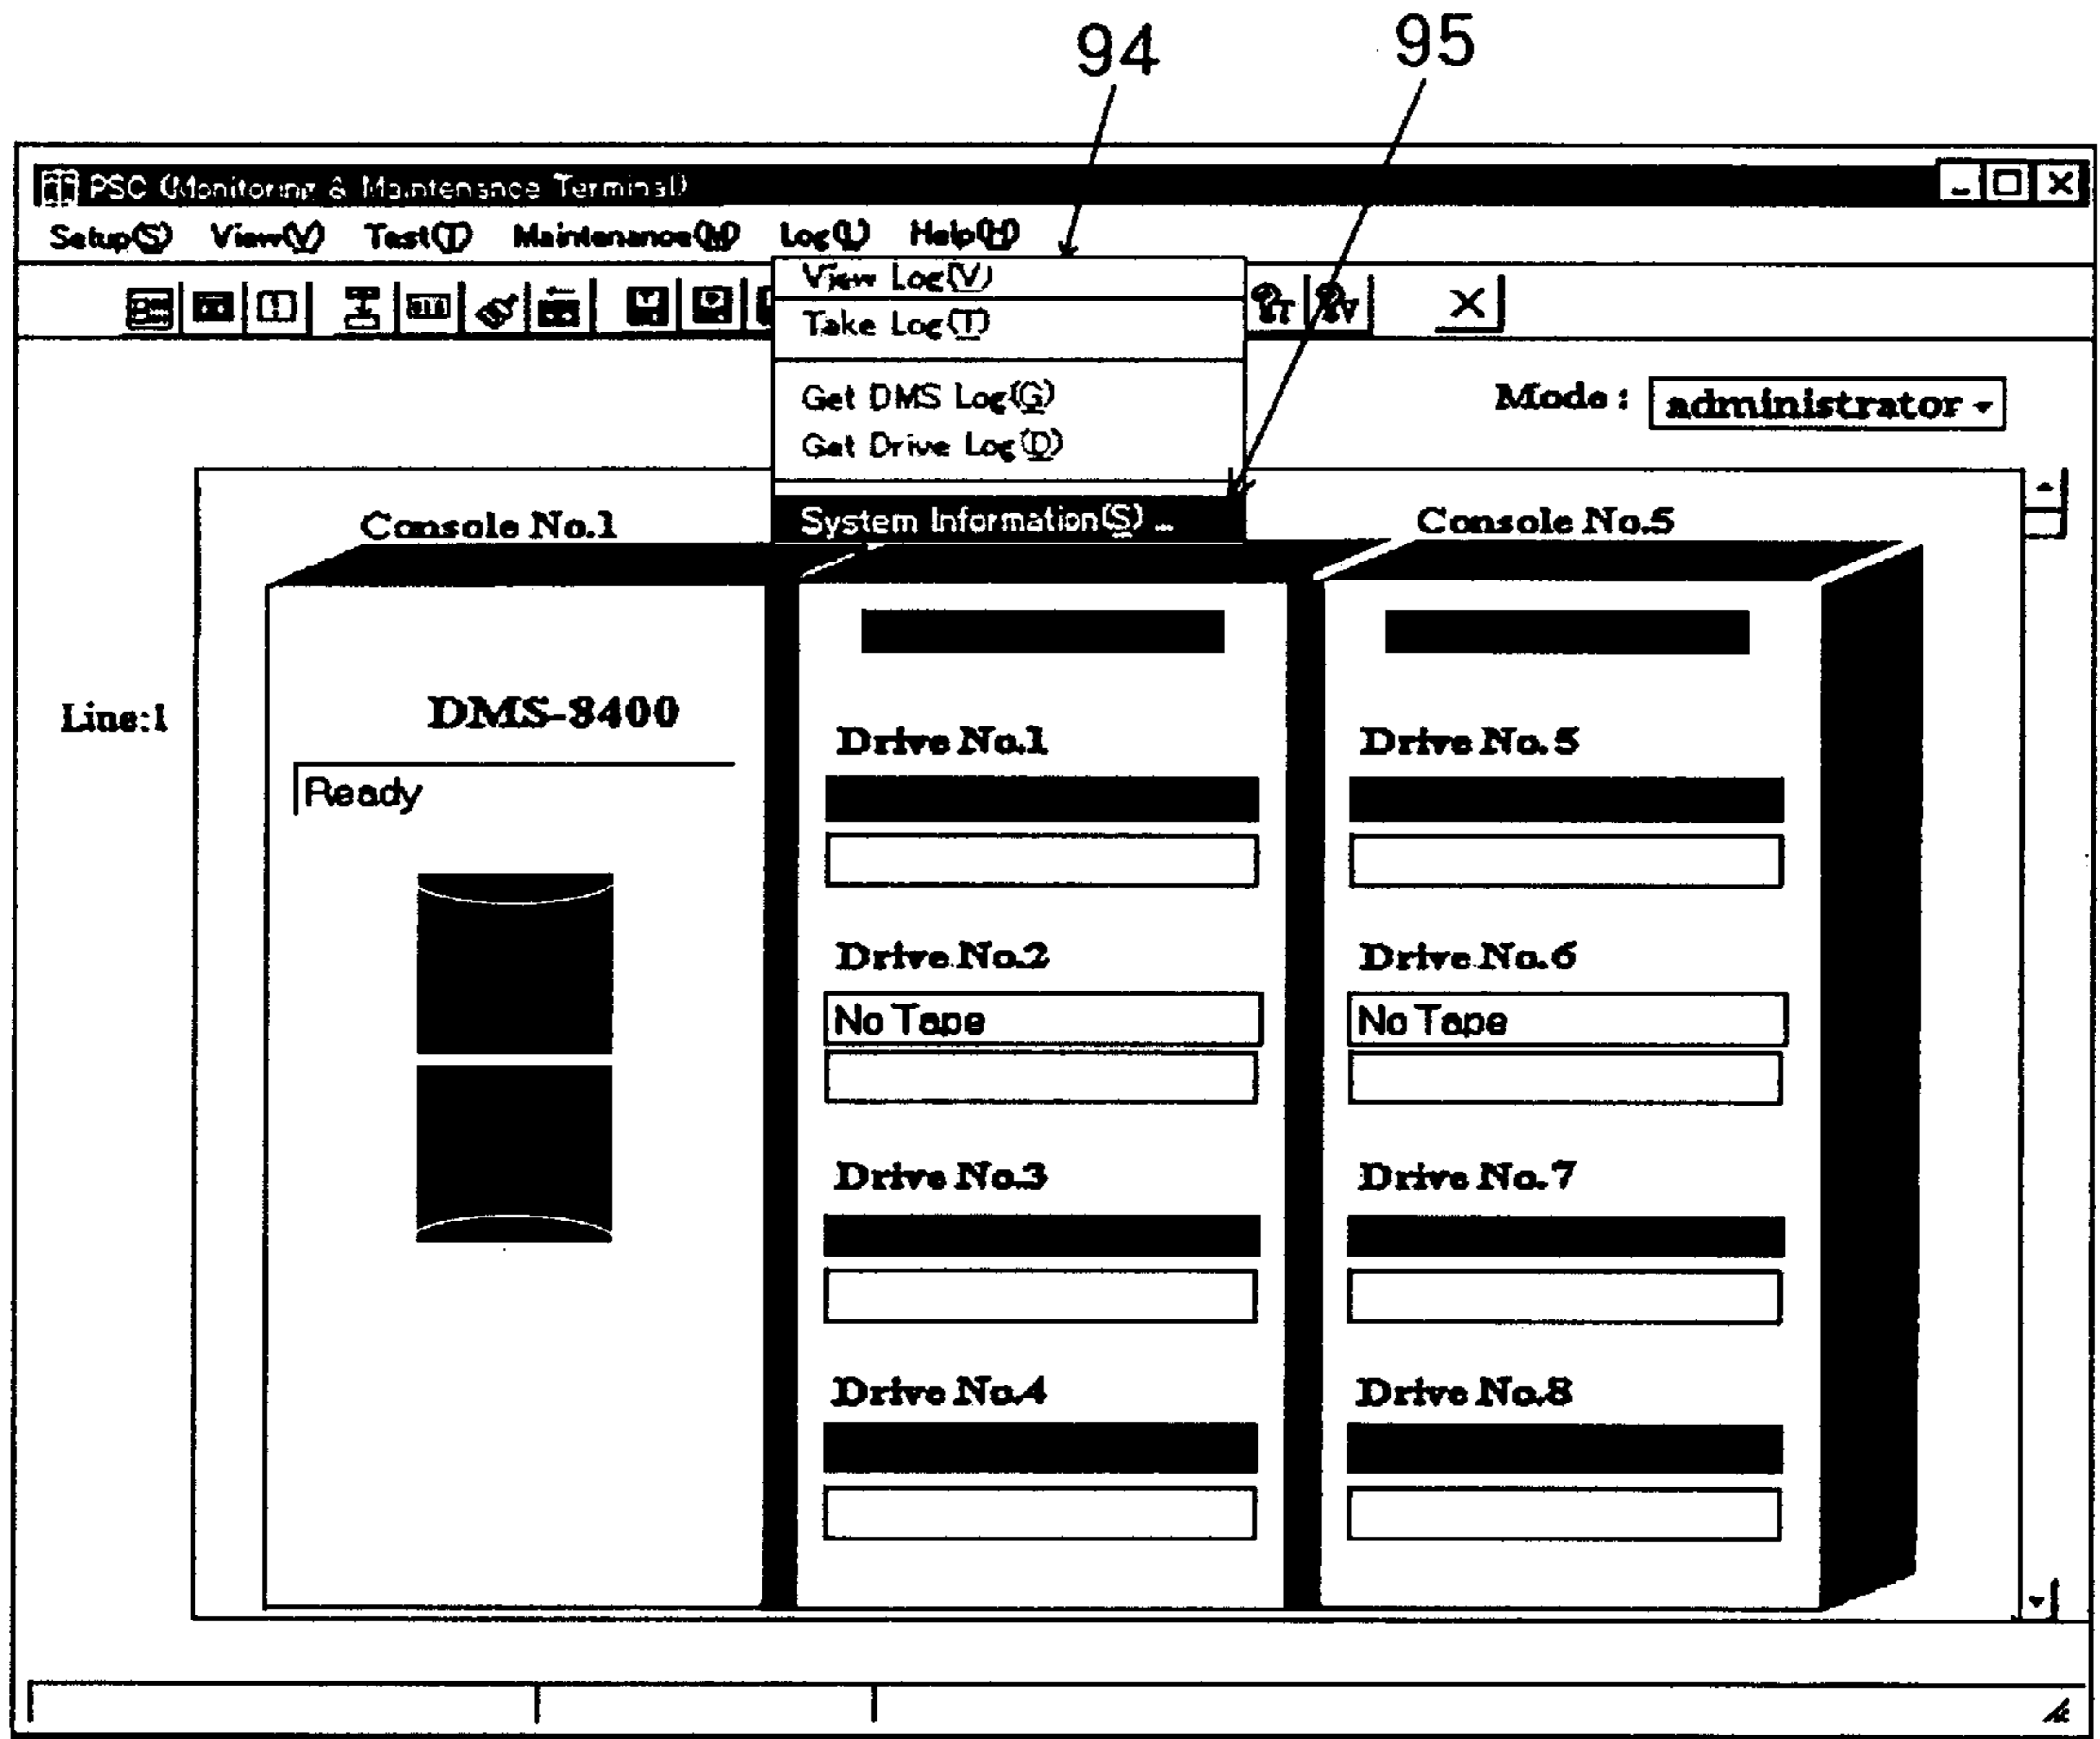 94 95
PSC (Monitoring & Maintenance Terminal)
Setup(S) View(V) Test(T) Maintenance(M) Log(L) Help(H)
View Log(V)
Take Log(T)
Get DMS Log(G)
Get Drive Log(D)
System Information(S) ...
Mode : administrator
Console No.1 Console No.5
Line:1
DMS-8400
Ready
Drive No.1 Drive No.5
Drive No.2 Drive No.6
No Tape No Tape
Drive No.3 Drive No.7
Drive No.4 Drive No.8